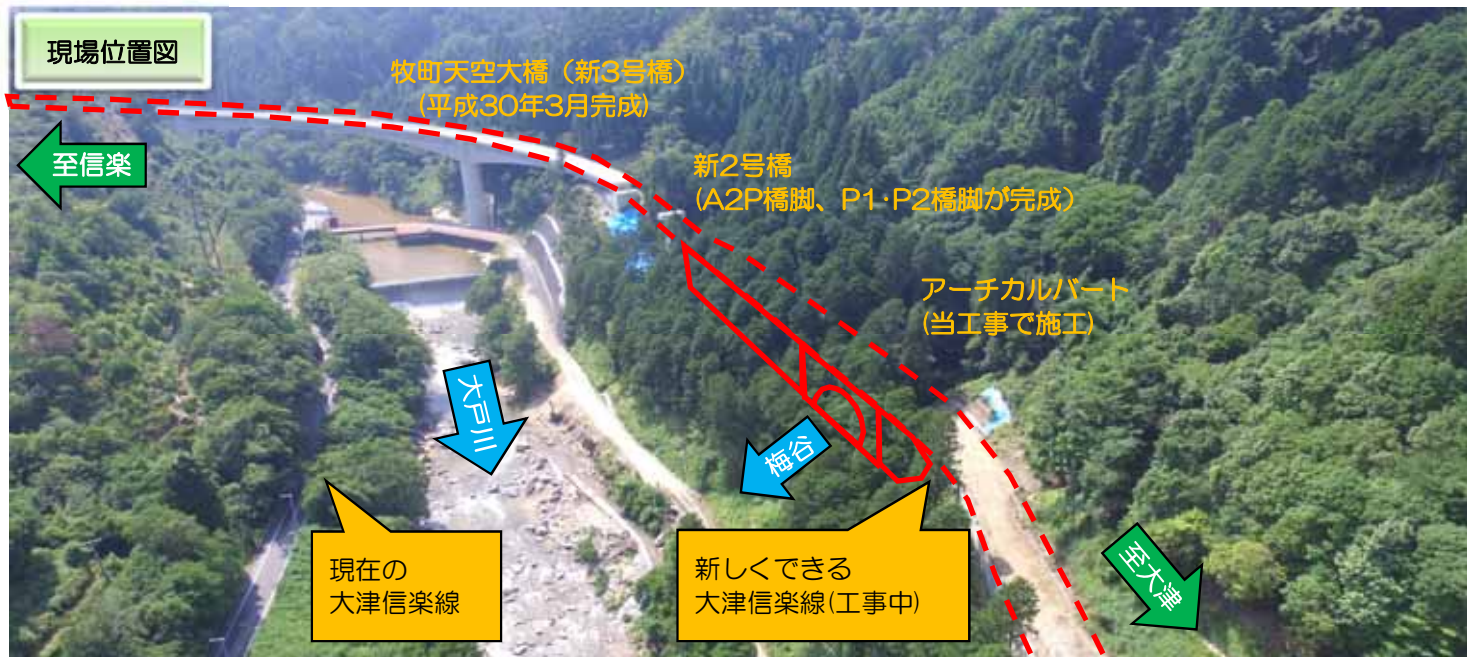 現場位置図
牧町天空大橋（新3号橋）
(平成30年3月完成)
至信楽
新2号橋
(A2P橋脚、P1･P2橋脚が完成）
アーチカルバート
(当工事で施工)
大戸川
梅谷
現在の
大津信楽線
新しくできる
大津信楽線(工事中)
至大津